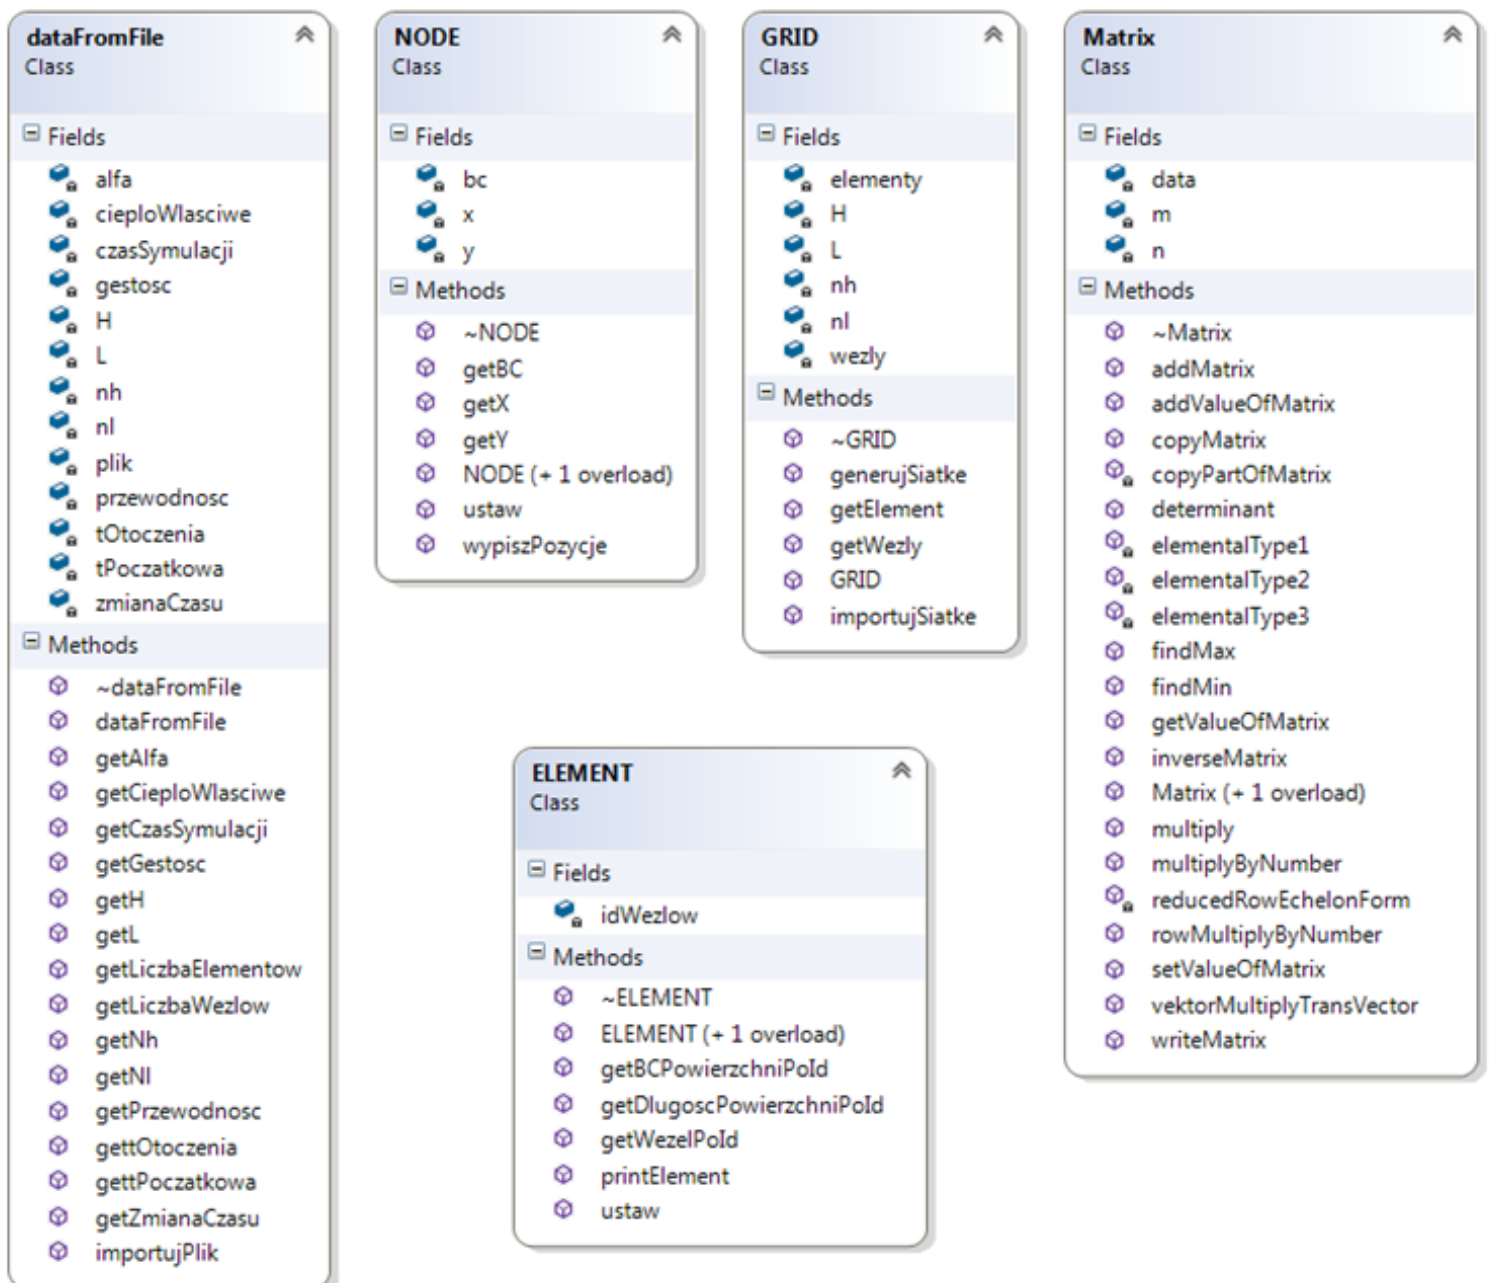 dataFromFile
Class
Fields
alfa
cieploWlasciwe
czasSymulacji
gestosc
H
L
nh
nl
plik
przewodnosc
tOtoczenia
tPoczatkowa
zmianaCzasu
Methods
~dataFromFile
dataFromFile
getAlfa
getCieploWlasciwe
getCzasSymulacji
getGestosc
getH
getL
getLiczbaElementow
getLiczbaWezlow
getNh
getNl
getPrzewodnosc
gettOtoczenia
gettPoczatkowa
getZmianaCzasu
importujPlik
NODE
Class
Fields
bc
x
y
Methods
~NODE
getBC
getX
getY
NODE (+ 1 overload)
ustaw
wypiszPozycje
GRID
Class
Fields
elementy
H
L
nh
nl
wezly
Methods
~GRID
generujSiatke
getElement
getWezly
GRID
importujSiatke
Matrix
Class
Fields
data
m
n
Methods
~Matrix
addMatrix
addValueOfMatrix
copyMatrix
copyPartOfMatrix
determinant
elementalType1
elementalType2
elementalType3
findMax
findMin
getValueOfMatrix
inverseMatrix
Matrix (+ 1 overload)
multiply
multiplyByNumber
reducedRowEchelonForm
rowMultiplyByNumber
setValueOfMatrix
vektorMultiplyTransVector
writeMatrix
ELEMENT
Class
Fields
idWezlow
Methods
~ELEMENT
ELEMENT (+ 1 overload)
getBCPowierzchniPoId
getDlugoscPowierzchniPoId
getWezelPoId
printElement
ustaw